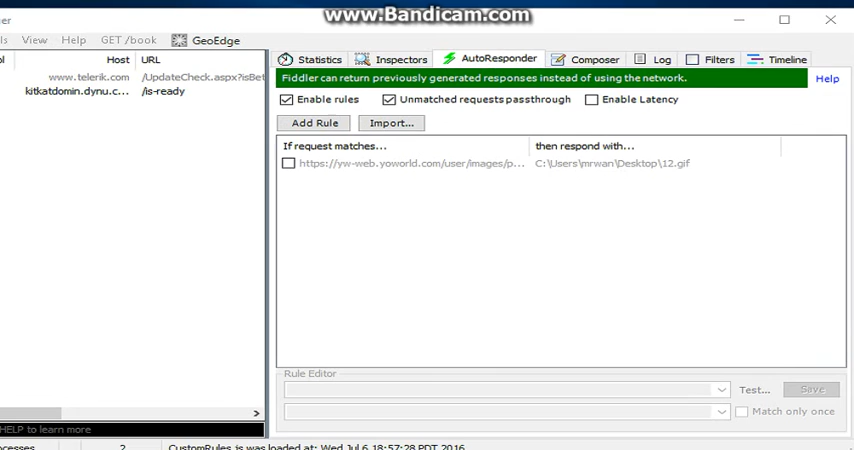 www.Bandicam.com
ger
ls View Help GET /book GeoEdge
Host URL
www.telerik.com /UpdateCheck.aspx?isBet
kitkatdomin.dynu.c... /is-ready
HELP to learn more
ocesses 2 CustomRules.js was loaded at: Wed Jul 6 18:57:28 PDT 2016
Statistics Inspectors AutoResponder Composer Log Filters Timeline
Fiddler can return previously generated responses instead of using the network. Help
Enable rules Unmatched requests passthrough Enable Latency
Add Rule Import...
If request matches... then respond with...
https://yw-web.yoworld.com/user/images/p... C:\Users\mrwan\Desktop\12.gif
Rule Editor
Test... Save
Match only once